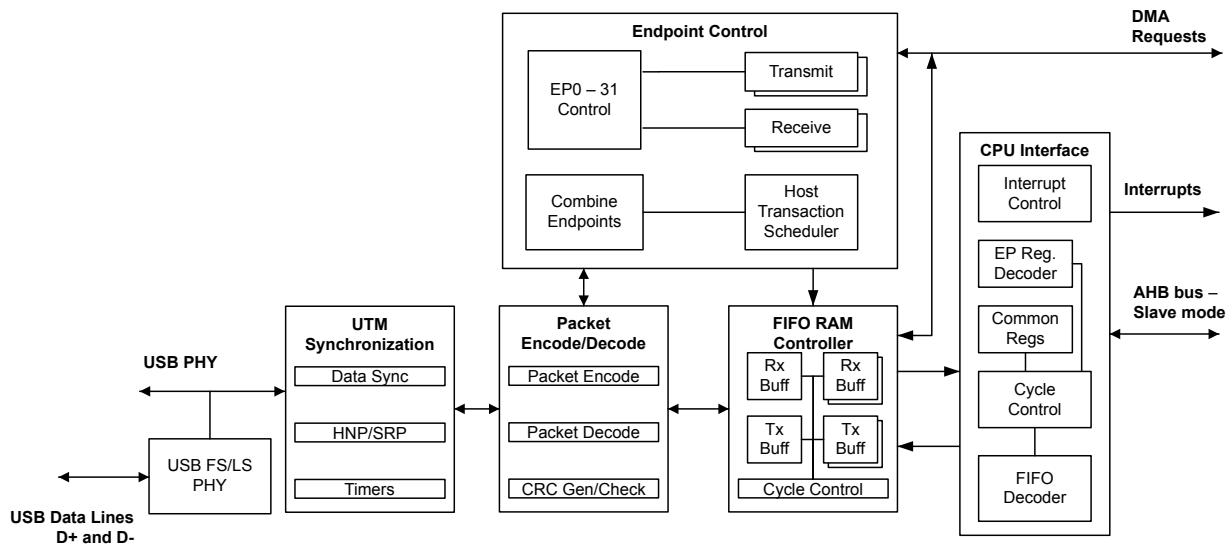 Endpoint Control
EP0 – 31
Control
Transmit
Receive
Combine
Endpoints
Host
Transaction
Scheduler
DMA
Requests
CPU Interface
Interrupt
Control
EP Reg.
Decoder
Common
Regs
Cycle
Control
FIFO
Decoder
Interrupts
AHB bus –
Slave mode
UTM
Synchronization
Data Sync
HNP/SRP
Timers
Packet
Encode/Decode
Packet Encode
Packet Decode
CRC Gen/Check
FIFO RAM
Controller
Rx
Buff
Rx
Buff
Tx
Buff
Tx
Buff
Cycle Control
USB PHY
USB FS/LS
PHY
USB Data Lines
D+ and D-